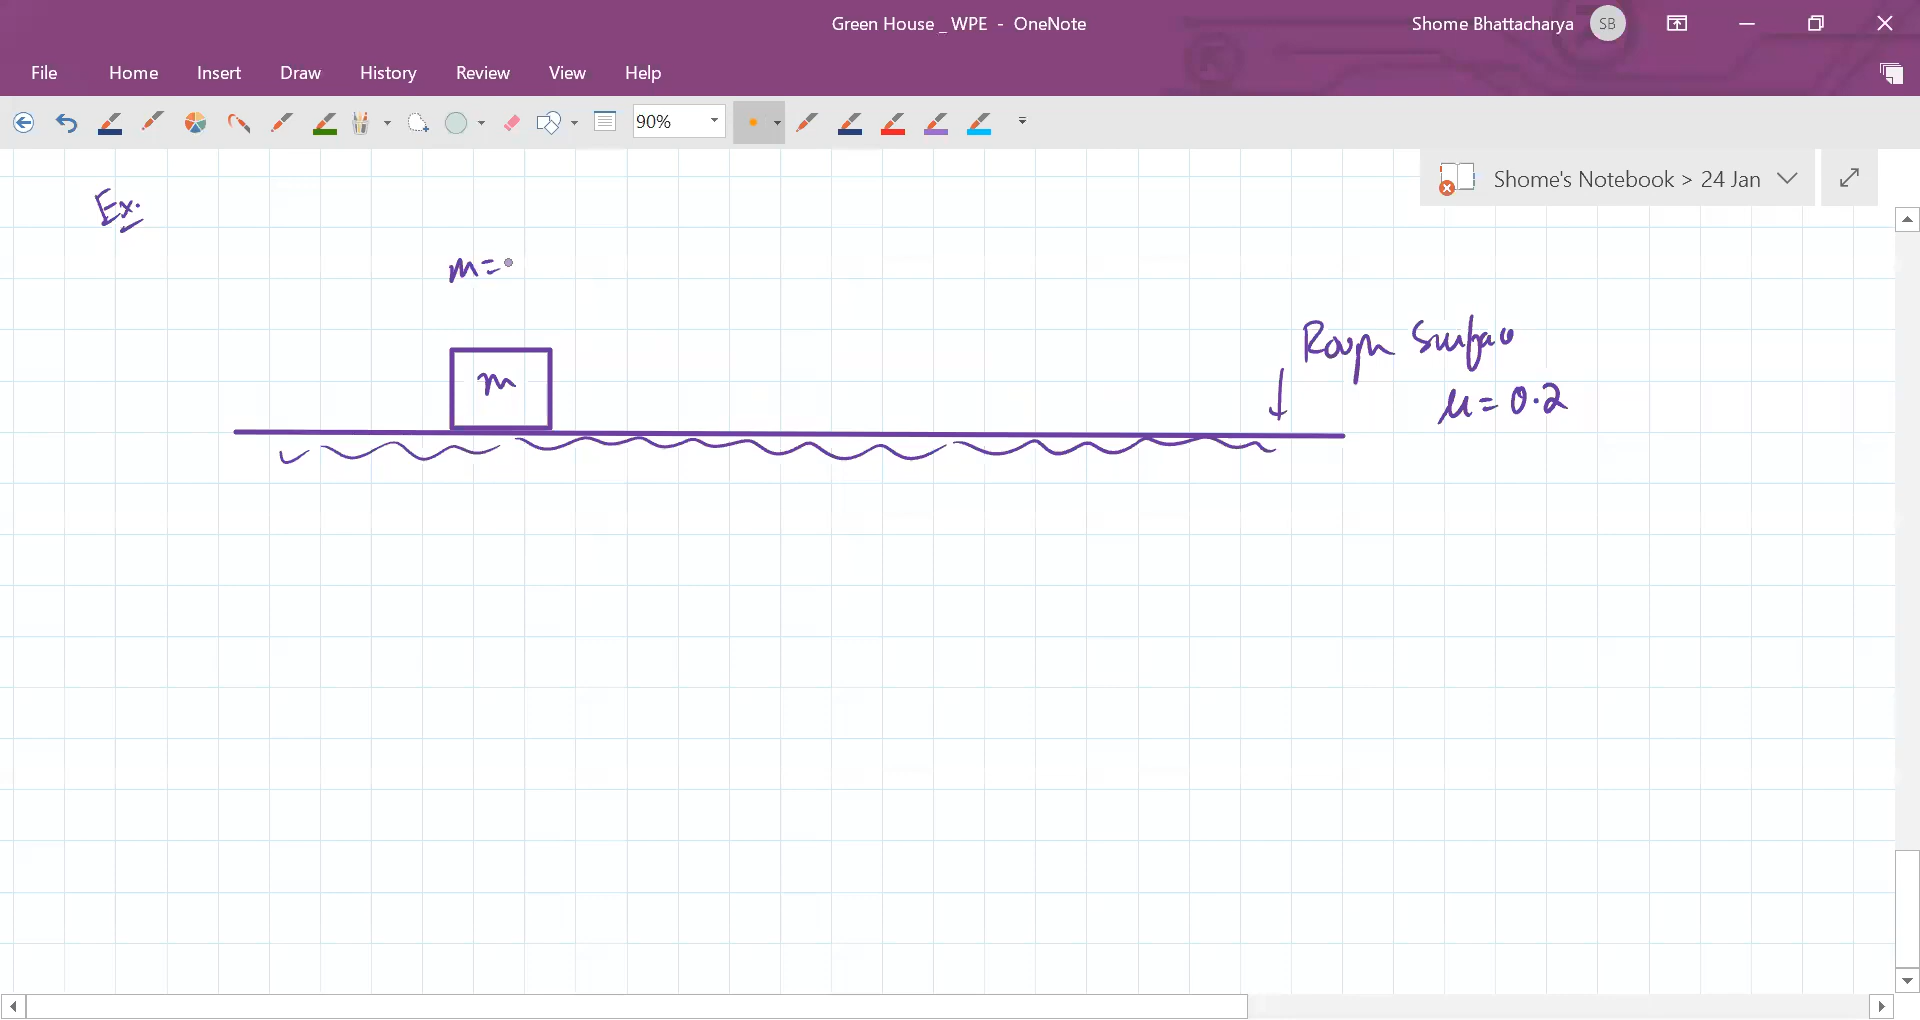 Green House _ WPE - OneNote
Shome Bhattacharya SB
File Home Insert Draw History Review View Help
90%
Shome's Notebook > 24 Jan
Ex.
m=
Rough Surface
m
μ=0.2